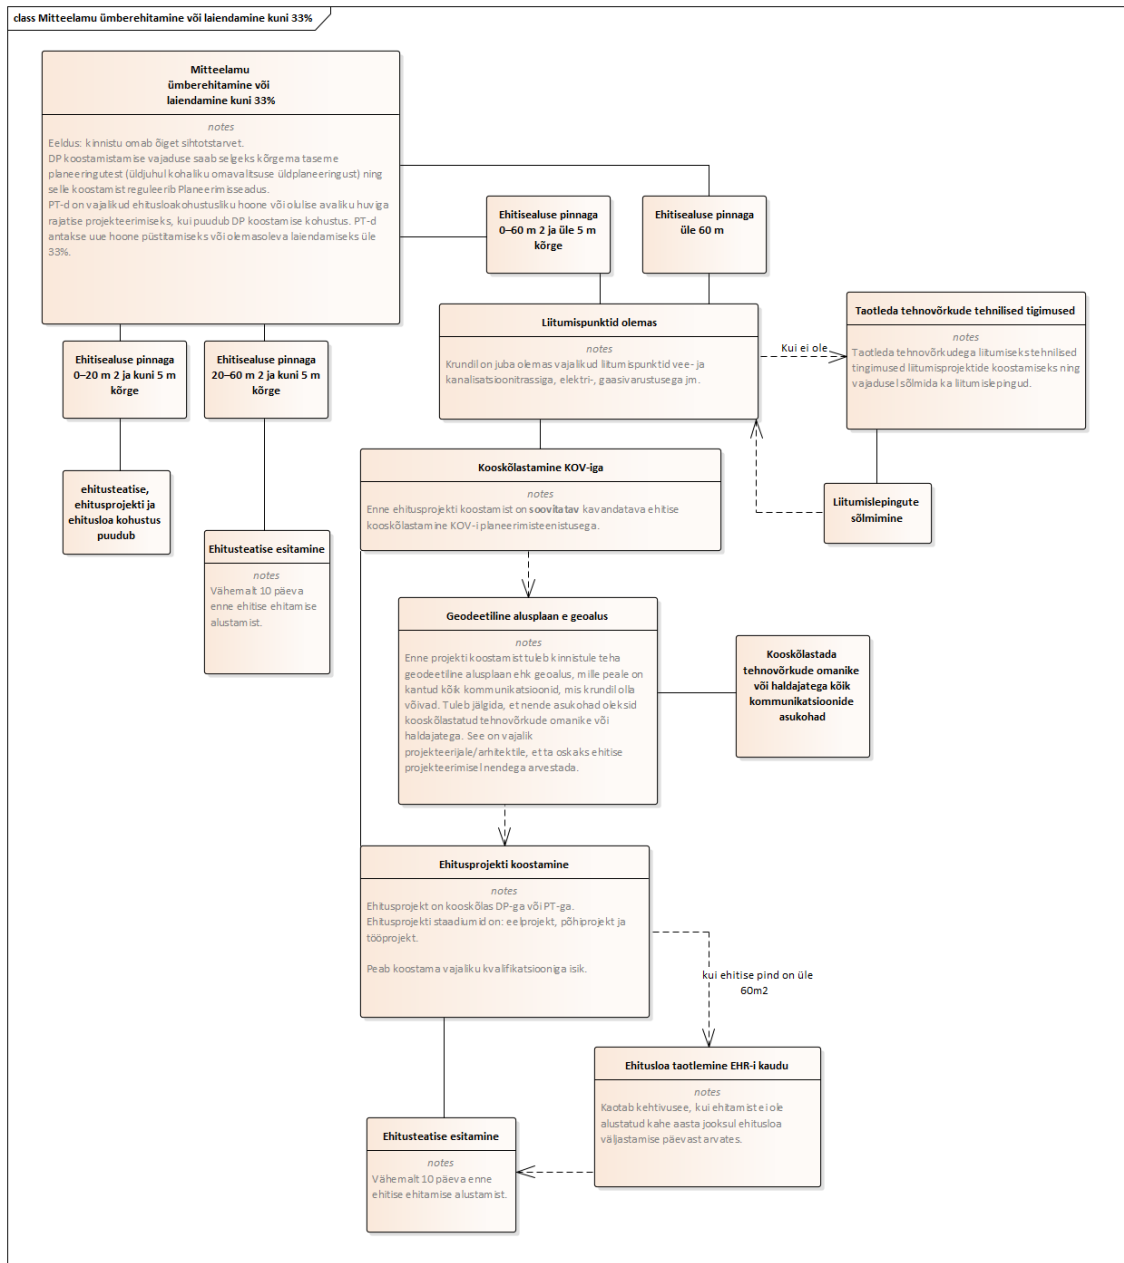 class Mitteelamu ümberehitamine või laiendamine kuni 33%
Mitteelamu
ümberehitamine või
laiendamine kuni 33%
notes
Eeldus: kinnistu omab õiget sihtotstarvet.
DP koostamistamise vajaduse saab selgeks kõrgema taseme
planeeringutest (üldjuhul kohaliku omavalitsuse üldplaneeringust) ning
selle koostamist reguleerib Planeerimisseadus.
PT-d on vajalikud ehitusloakohustusliku hoone või olulise avaliku huviga
rajatise projekteerimiseks, kui puudub DP koostamise kohustus. PT-d
antakse uue hoone püstitamiseks või olemasoleva laiendamiseks üle
33%.
Ehitisealuse pinnaga
0–60 m 2 ja üle 5 m
kõrge
Ehitisealuse pinnaga
üle 60 m
Liitumispunktid olemas
notes
Krundil on juba olemas vajalikud liitumispunktid vee- ja
kanalisatsioonitrassiga, elektri-, gaasivarustusega jm.
Kui ei ole
Taotleda tehnovõrkude tehnilised tigimused
notes
Taotleda tehnovõrkudega liitumiseks tehnilised
tingimused liitumisprojektide koostamiseks ning
vajadusel sõlmida ka liitumislepingud.
Ehitisealuse pinnaga
0–20 m 2 ja kuni 5 m
kõrge
Ehitisealuse pinnaga
20–60 m 2 ja kuni 5 m
kõrge
ehitusteatise,
ehitusprojekti ja
ehitusloa kohustus
puudub
Kooskõlastamine KOV-iga
notes
Enne ehitusprojekti koostamist on soovitatav kavandatava ehitise
kooskõlastamine KOV-i planeerimisteenistusega.
Liitumislepingute
sõlmimine
Ehitusteatise esitamine
notes
Vähemalt 10 päeva
enne ehitise ehitamise
alustamist.
Geodeetiline alusplaan e geoalus
notes
Enne projekti koostamist tuleb kinnistule teha
geodeetiline alusplaan ehk geoalus, mille peale on
kantud kõik kommunikatsioonid, mis krundil olla
võivad. Tuleb jälgida, et nende asukohad oleksid
kooskõlastatud tehnovõrkude omanike või
haldajatega. See on vajalik
projekteerijale/arhitektile, et ta oskaks ehitise
projekteerimisel nendega arvestada.
Kooskõlastada
tehnovõrkude omanike
või haldajatega kõik
kommunikatsioonide
asukohad
Ehitusprojekti koostamine
notes
Ehitusprojekt on kooskõlas DP-ga või PT-ga.
Ehitusprojekti staadiumid on: eelprojekt, põhiprojekt ja
tööprojekt.
Peab koostama vajaliku kvalifikatsiooniga isik.
kui ehitise pind on üle
60m2
Ehitusloa taotlemine EHR-i kaudu
notes
Kaotab kehtivusee, kui ehitamist ei ole
alustatud kahe aasta jooksul ehitusloa
väljastamise päevast arvates.
Ehitusteatise esitamine
notes
Vähemalt 10 päeva enne
ehitise ehitamise alustamist.